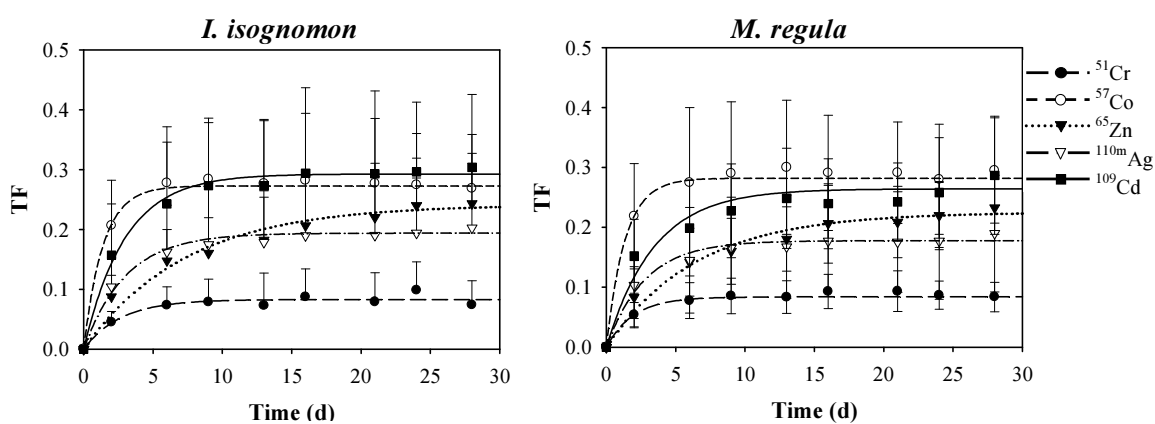 I. isognomon
0.5
0.4
0.3
0.2
0.1
0.0
TF
0 5 10 15 20 25 30
Time (d)
M. regula
0.5
0.4
0.3
0.2
0.1
0.0
TF
0 5 10 15 20 25 30
Time (d)
⁵¹Cr
⁵⁷Co
⁶⁵Zn
¹¹⁰ᵐAg
¹⁰⁹Cd